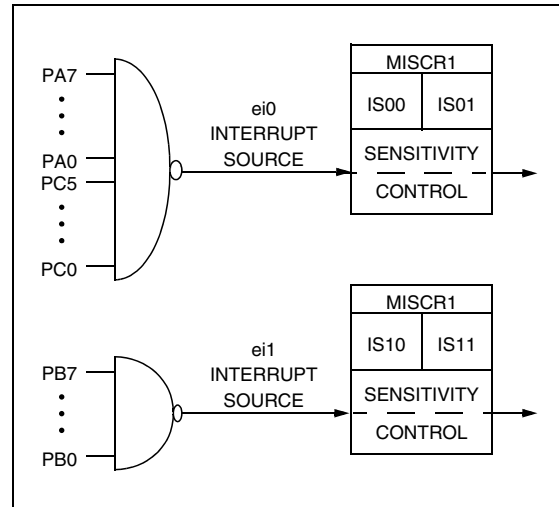 PA7
PA0
PC5
PC0
ei0
INTERRUPT
SOURCE
MISCR1
IS00 IS01
SENSITIVITY
CONTROL
PB7
PB0
ei1
INTERRUPT
SOURCE
MISCR1
IS10 IS11
SENSITIVITY
CONTROL